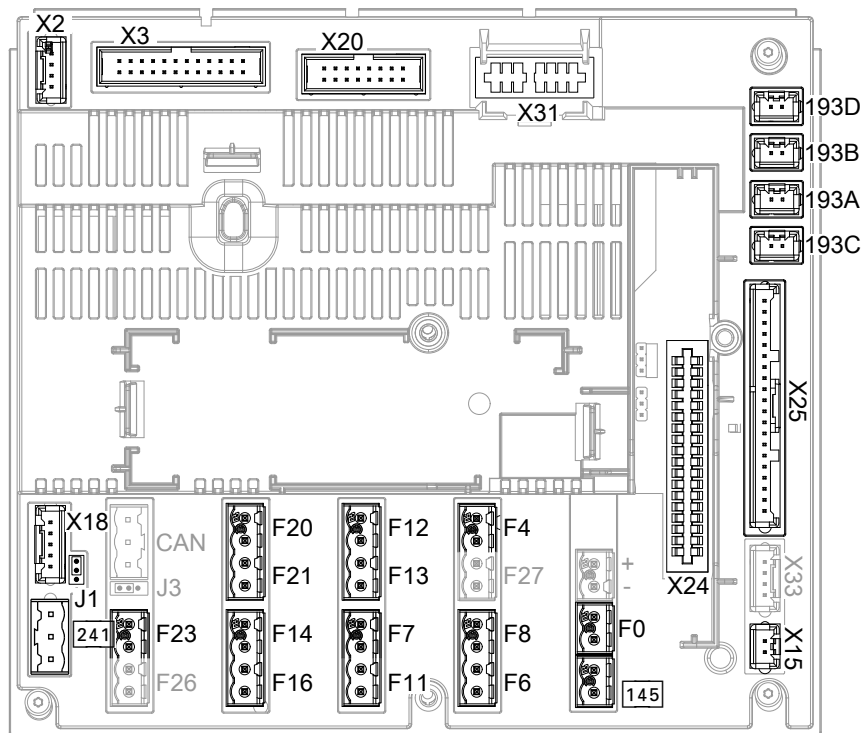 X2
X3
X20
X31
193D
193B
193A
193C
X25
X18
CAN
F20
F12
F4
+
-
X24
X33
J1
J3
F21
F13
F27
241
F23
F14
F7
F8
F0
X15
F26
F16
F11
F6
145